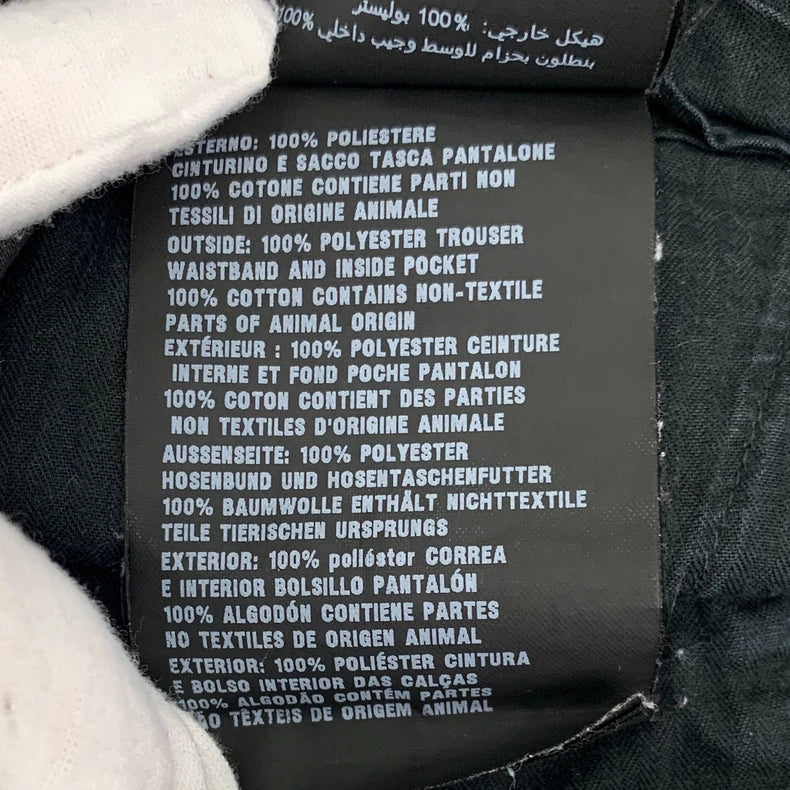 هيكل خارجي: 100% بوليستر
بنطلون بحزام للوسط وجيب داخلي 100%
ESTERNO: 100% POLIESTERE
CINTURINO E SACCO TASCA PANTALONE
100% COTONE CONTIENE PARTI NON
TESSILI DI ORIGINE ANIMALE
OUTSIDE: 100% POLYESTER TROUSER
WAISTBAND AND INSIDE POCKET
100% COTTON CONTAINS NON-TEXTILE
PARTS OF ANIMAL ORIGIN
EXTÉRIEUR : 100% POLYESTER CEINTURE
INTERNE ET FOND POCHE PANTALON
100% COTON CONTIENT DES PARTIES
NON TEXTILES D'ORIGINE ANIMALE
AUSSENSEITE: 100% POLYESTER
HOSENBUND UND HOSENTASCHENFUTTER
100% BAUMWOLLE ENTHÄLT NICHTTEXTILE
TEILE TIERISCHEN URSPRUNGS
EXTERIOR: 100% poliéster CORREA
E INTERIOR BOLSILLO PANTALÓN
100% ALGODÓN CONTIENE PARTES
NO TEXTILES DE ORIGEN ANIMAL
EXTERIOR: 100% POLIÉSTER CINTURA
E BOLSO INTERIOR DAS CALÇAS
100% ALGODÃO CONTÉM PARTES
NÃO TÊXTEIS DE ORIGEM ANIMAL